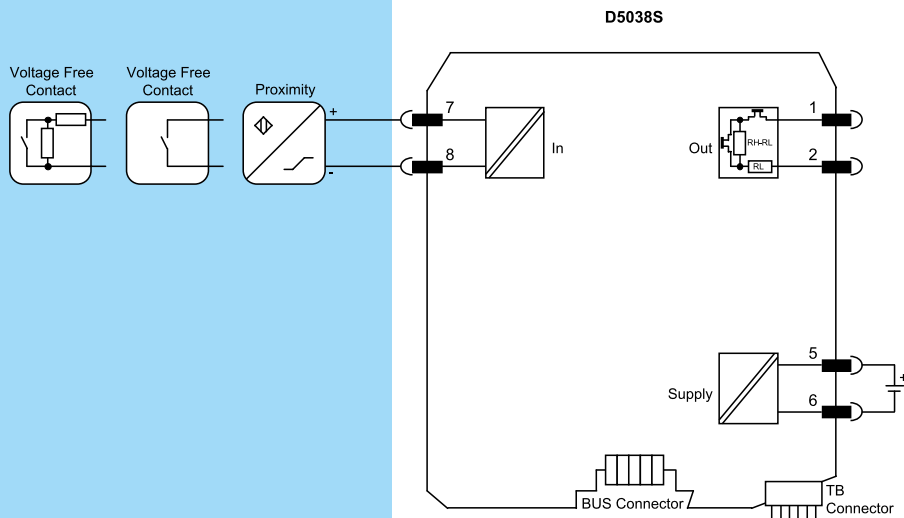 D5038S
Voltage Free
Contact
Voltage Free
Contact
Proximity
+
-
7
8
In
Out
RH-RL
RL
1
2
Supply
5
6
+
BUS Connector
TB
Connector